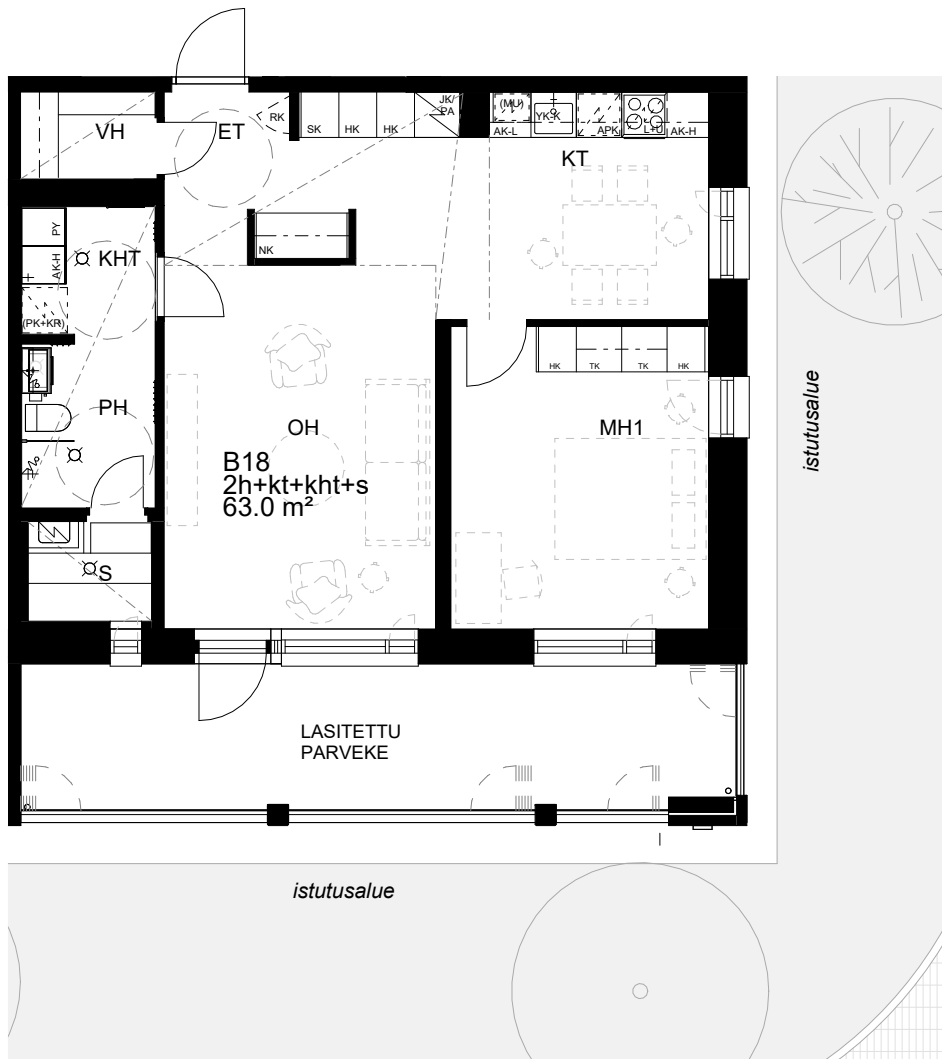 VH
ET
RK
SK
HK
HK
JK/
PA
(MU)
AK-L
YK-K
APK
L+U
AK-H
KT
NK
PY
AK-H
KHT
(PK+KR)
PH
OH
B18
2h+kt+kht+s
63.0 m²
HK
TK
TK
HK
MH1
S
LASITETTU
PARVEKE
istutusalue
istutusalue